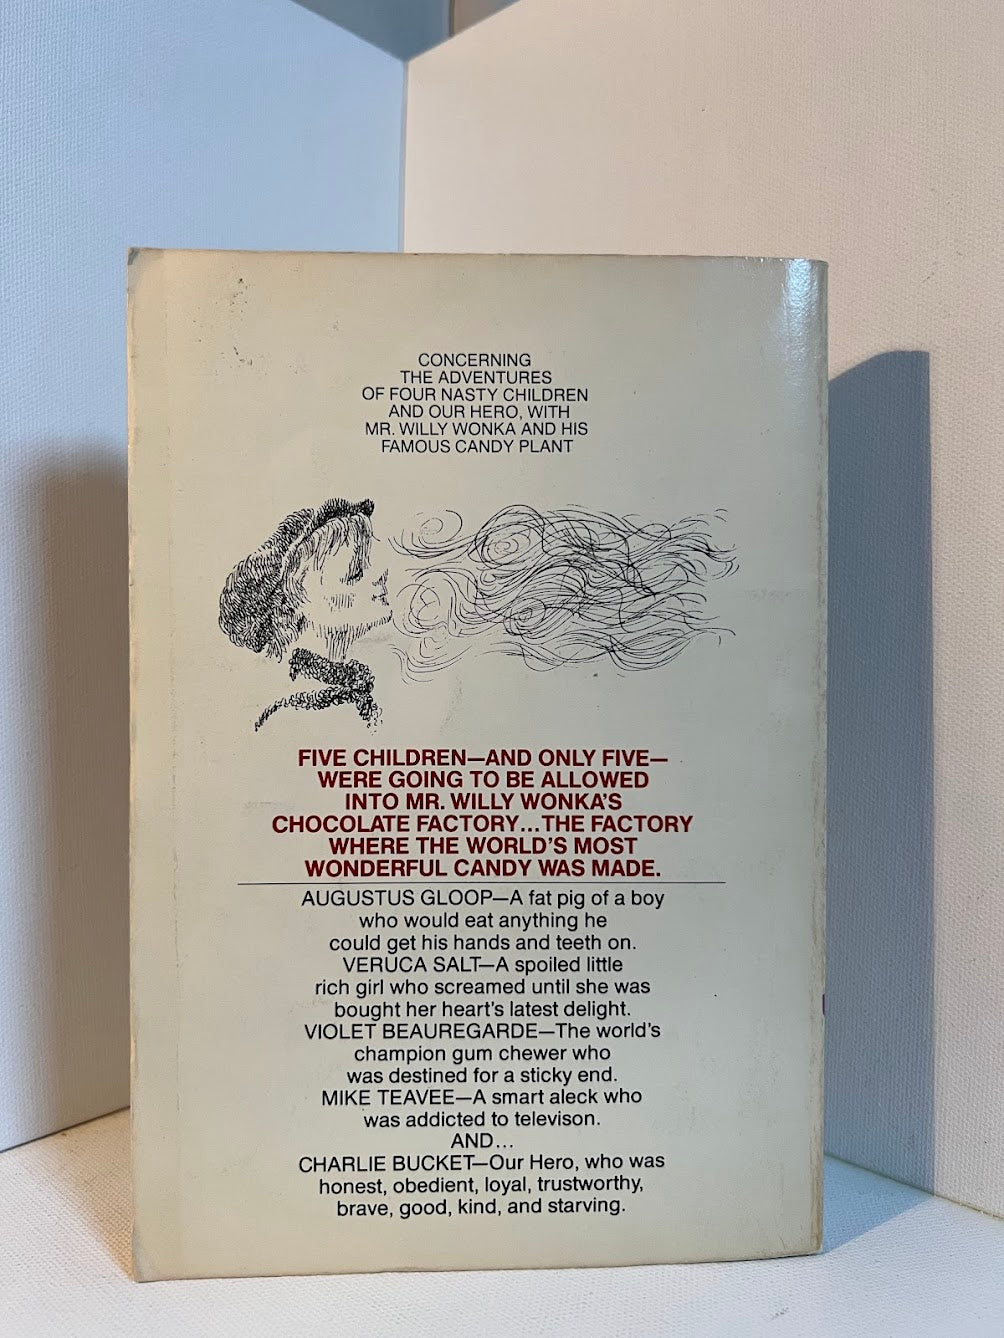 CONCERNING
THE ADVENTURES
OF FOUR NASTY CHILDREN
AND OUR HERO, WITH
MR. WILLY WONKA AND HIS
FAMOUS CANDY PLANT
FIVE CHILDREN—AND ONLY FIVE—
WERE GOING TO BE ALLOWED
INTO MR. WILLY WONKA'S
CHOCOLATE FACTORY...THE FACTORY
WHERE THE WORLD'S MOST
WONDERFUL CANDY WAS MADE.
AUGUSTUS GLOOP—A fat pig of a boy
who would eat anything he
could get his hands and teeth on.
VERUCA SALT—A spoiled little
rich girl who screamed until she was
bought her heart's latest delight.
VIOLET BEAUREGARDE—The world's
champion gum chewer who
was destined for a sticky end.
MIKE TEAVEE—A smart aleck who
was addicted to televison.
AND...
CHARLIE BUCKET—Our Hero, who was
honest, obedient, loyal, trustworthy,
brave, good, kind, and starving.